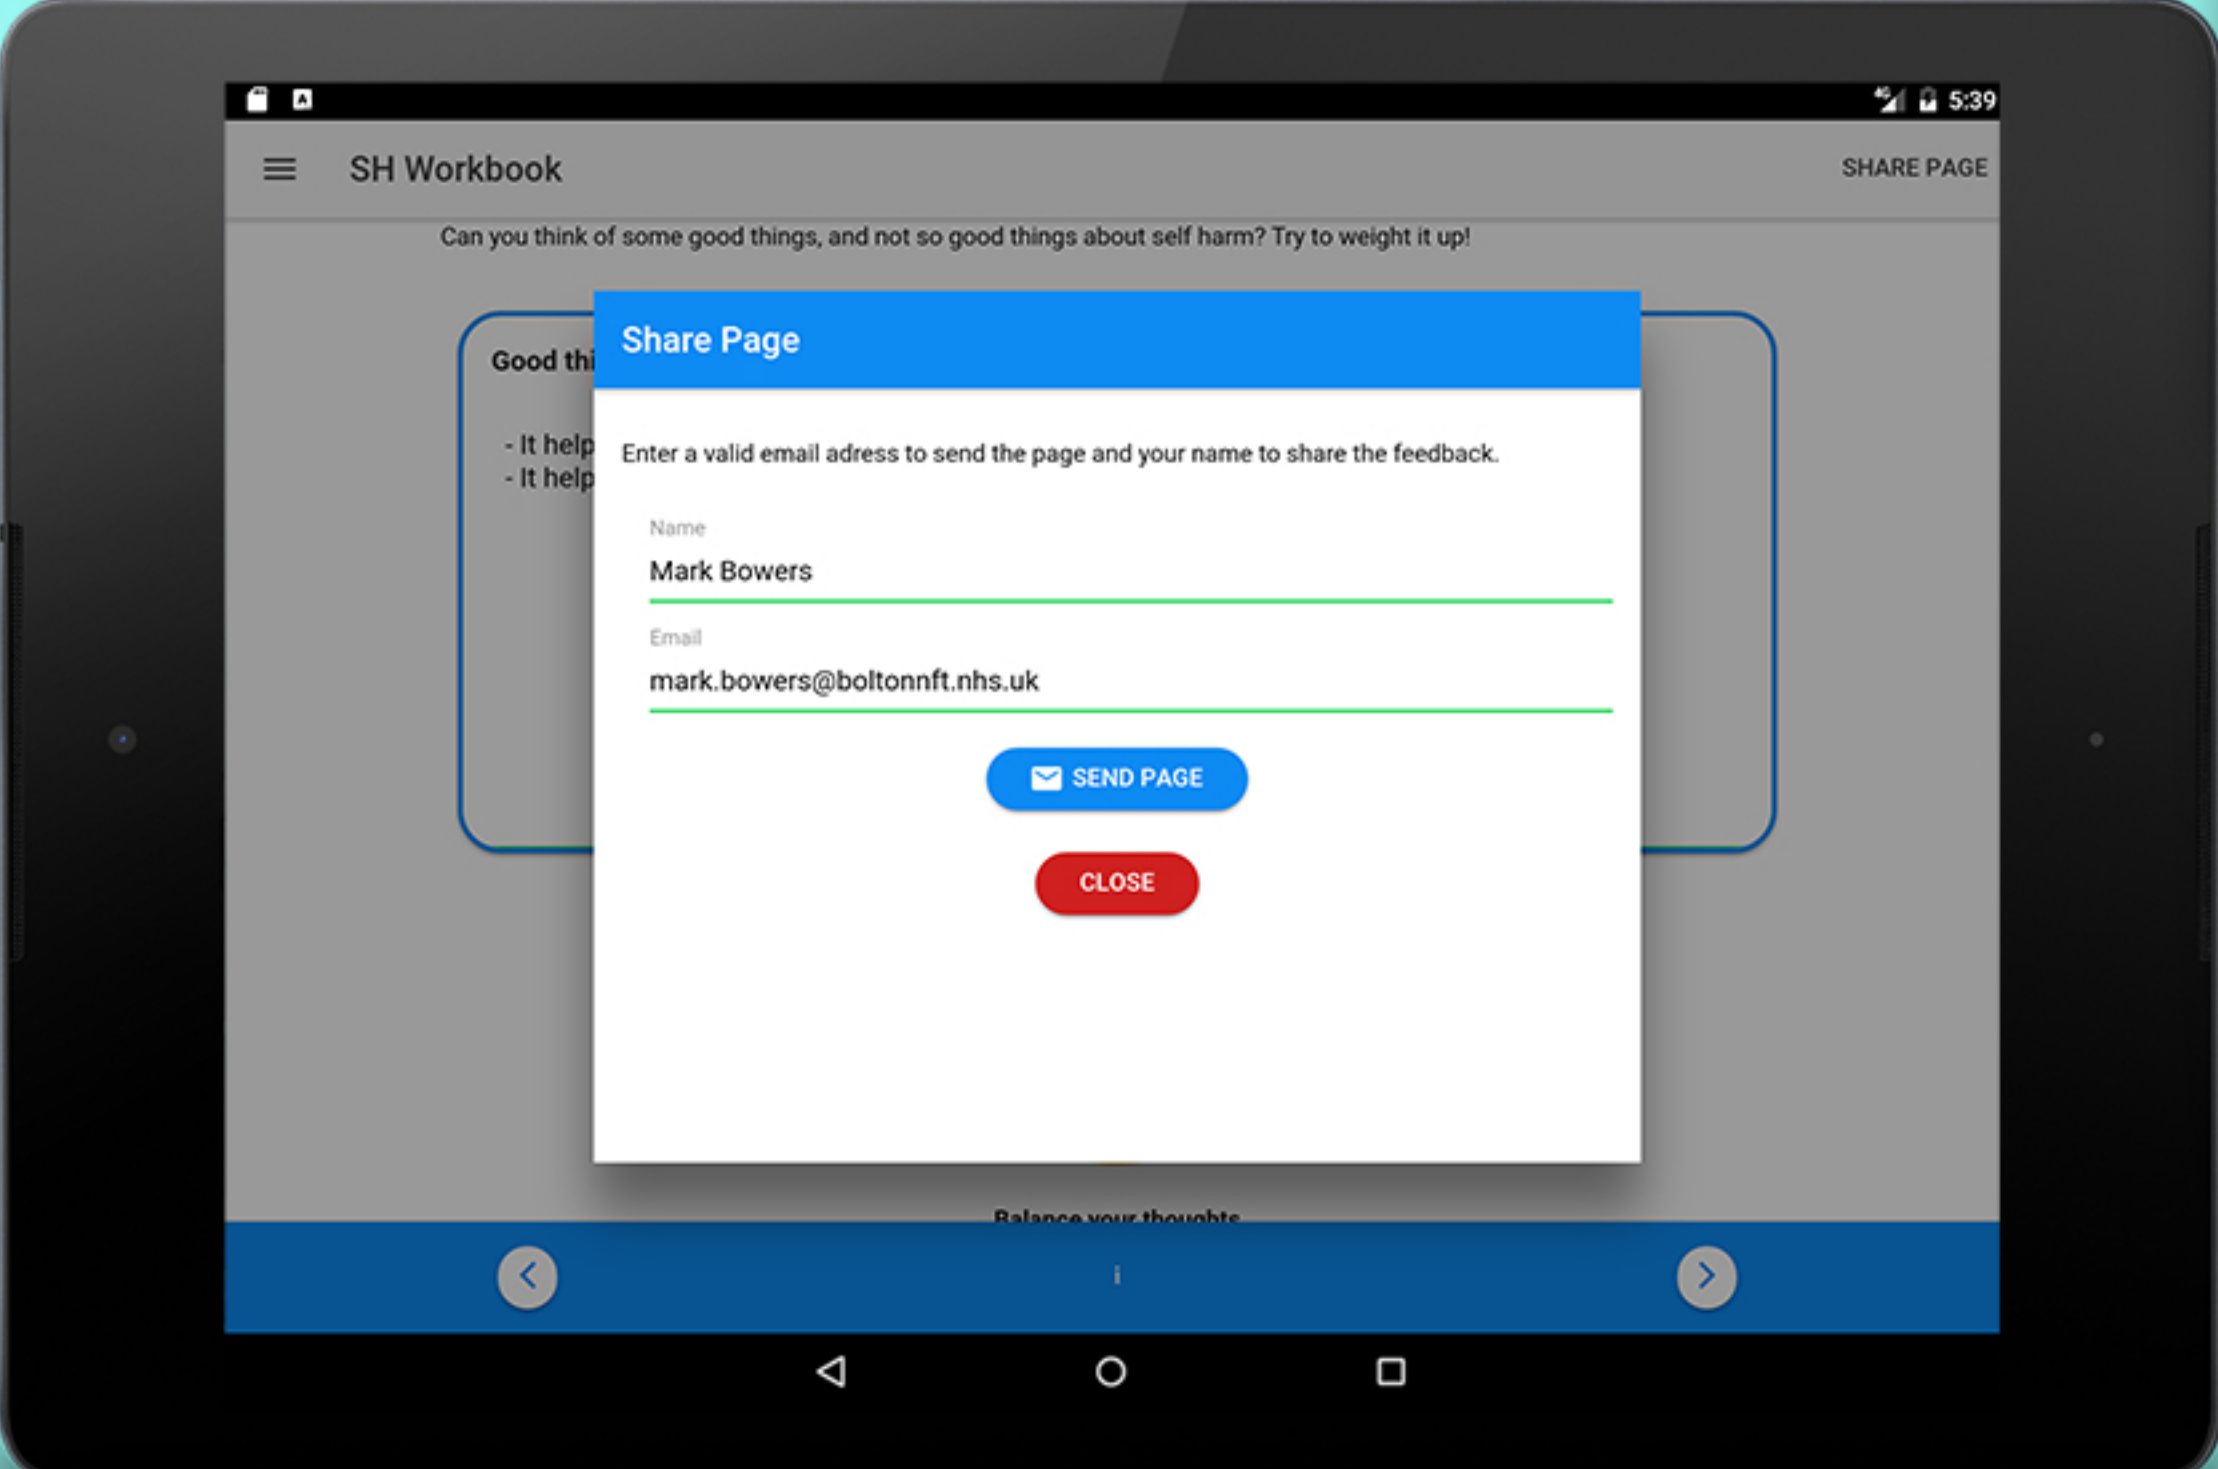 5:39
SH Workbook
SHARE PAGE
Can you think of some good things, and not so good things about self harm? Try to weight it up!
Good thi
- It help
- It help
Share Page
Enter a valid email adress to send the page and your name to share the feedback.
Name
Mark Bowers
Email
mark.bowers@boltonnft.nhs.uk
SEND PAGE
CLOSE
Balance your thoughts
i